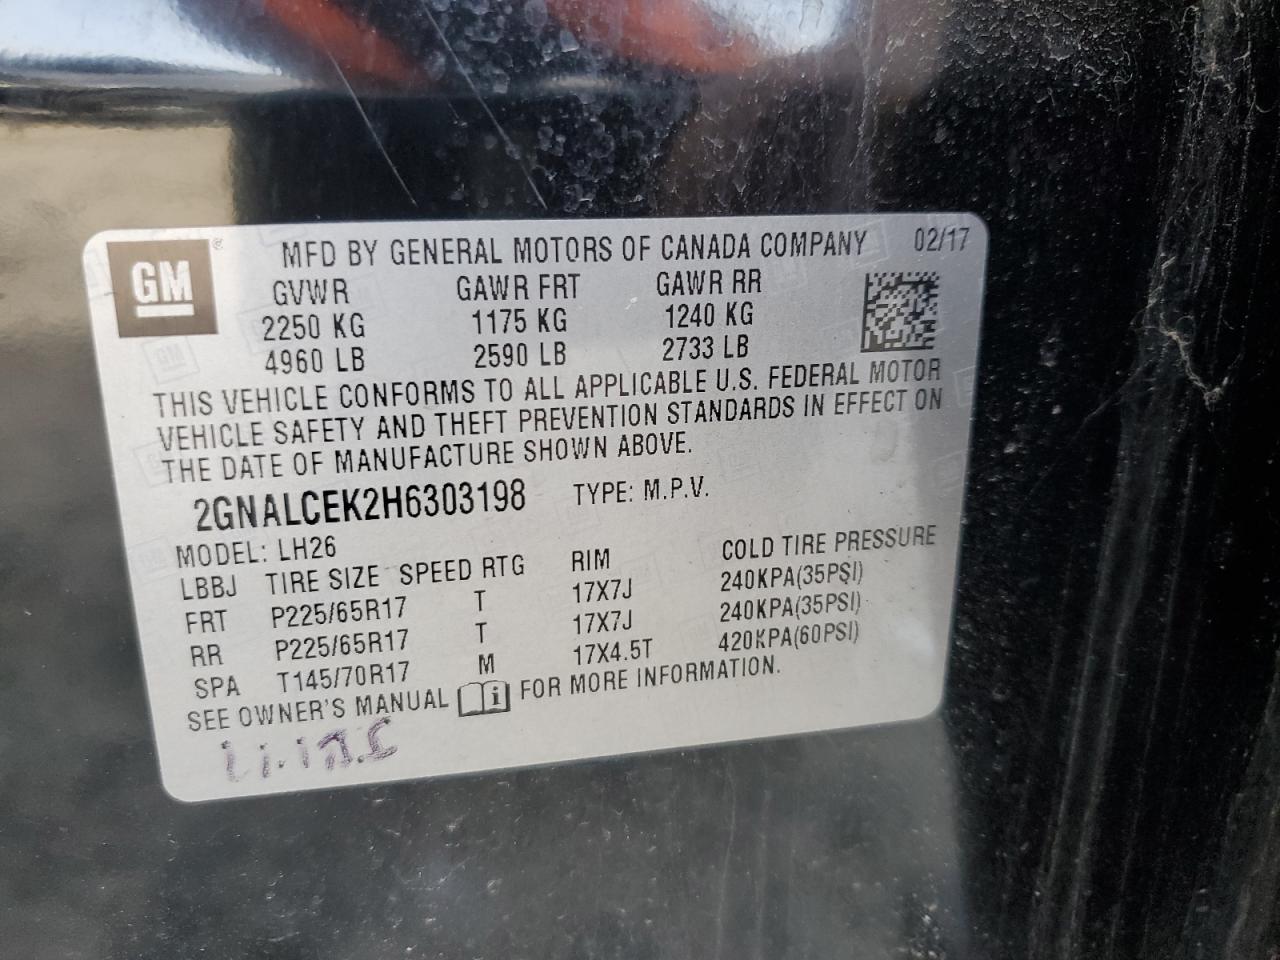 GM ®
MFD BY GENERAL MOTORS OF CANADA COMPANY 02/17
GVWR GAWR FRT GAWR RR
2250 KG 1175 KG 1240 KG
4960 LB 2590 LB 2733 LB
THIS VEHICLE CONFORMS TO ALL APPLICABLE U.S. FEDERAL MOTOR
VEHICLE SAFETY AND THEFT PREVENTION STANDARDS IN EFFECT ON
THE DATE OF MANUFACTURE SHOWN ABOVE.
2GNALCEK2H6303198 TYPE: M.P.V.
MODEL: LH26
LBBJ TIRE SIZE SPEED RTG RIM COLD TIRE PRESSURE
FRT P225/65R17 T 17X7J 240KPA(35PSI)
RR P225/65R17 T 17X7J 240KPA(35PSI)
SPA T145/70R17 M 17X4.5T 420KPA(60PSI)
SEE OWNER'S MANUAL i FOR MORE INFORMATION.